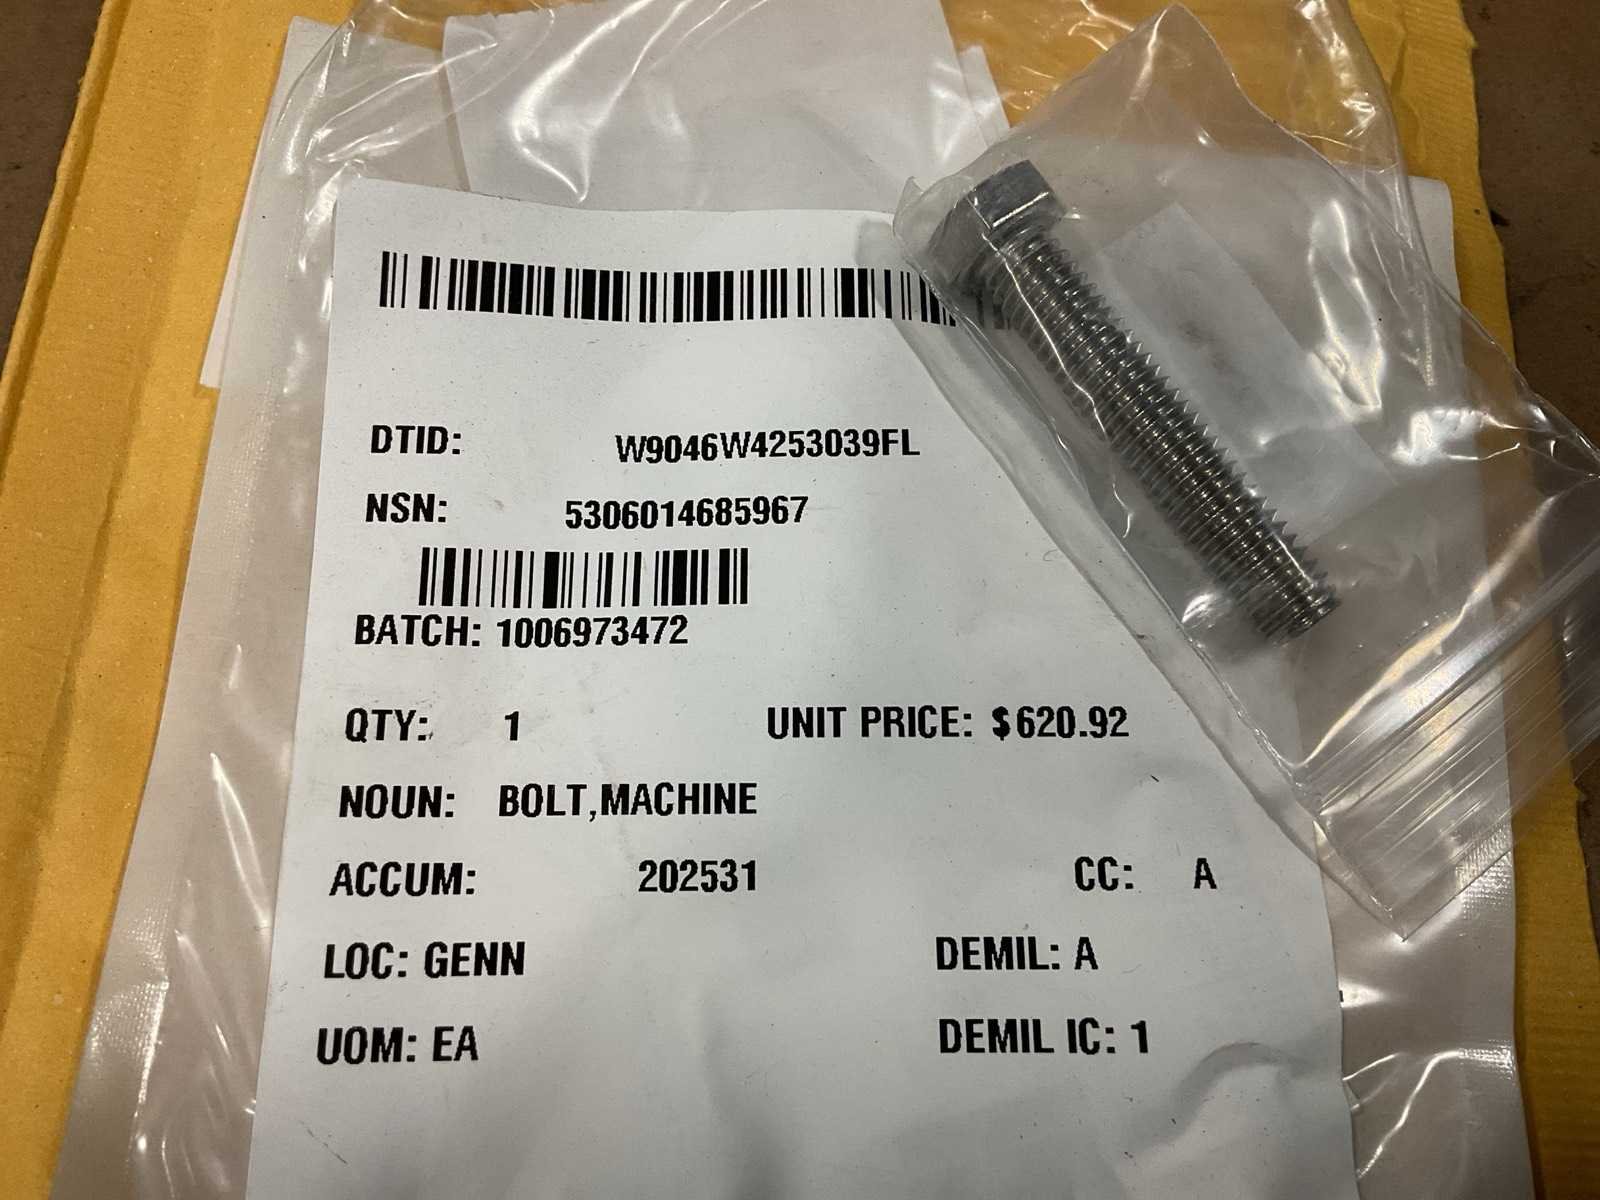 DTID: W9046W4253039FL
NSN: 5306014685967
BATCH: 1006973472
QTY: 1 UNIT PRICE: $620.92
NOUN: BOLT,MACHINE
ACCUM: 202531 CC: A
LOC: GENN DEMIL: A
UOM: EA DEMIL IC: 1